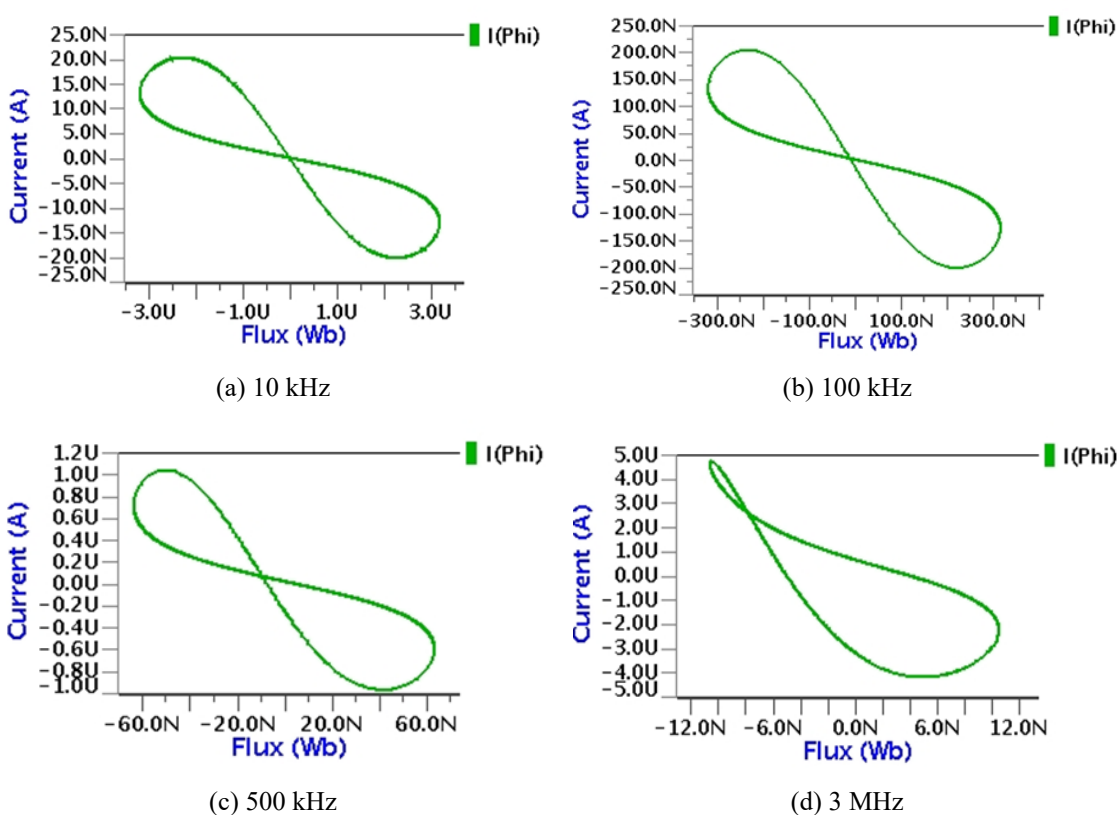 I(Phi)
25.0N
20.0N
15.0N
10.0N
5.0N
0.0N
-5.0N
-10.0N
-15.0N
-20.0N
-25.0N
Current (A)
-3.0U -1.0U 1.0U 3.0U
Flux (Wb)
(a) 10 kHz
I(Phi)
250.0N
200.0N
150.0N
100.0N
50.0N
0.0N
-50.0N
-100.0N
-150.0N
-200.0N
-250.0N
Current (A)
-300.0N -100.0N 100.0N 300.0N
Flux (Wb)
(b) 100 kHz
I(Phi)
1.2U
1.0U
0.8U
0.6U
0.4U
0.2U
0.0U
-0.2U
-0.4U
-0.6U
-0.8U
-1.0U
Current (A)
-60.0N -20.0N 20.0N 60.0N
Flux (Wb)
(c) 500 kHz
I(Phi)
5.0U
4.0U
3.0U
2.0U
1.0U
0.0U
-1.0U
-2.0U
-3.0U
-4.0U
-5.0U
Current (A)
-12.0N -6.0N 0.0N 6.0N 12.0N
Flux (Wb)
(d) 3 MHz